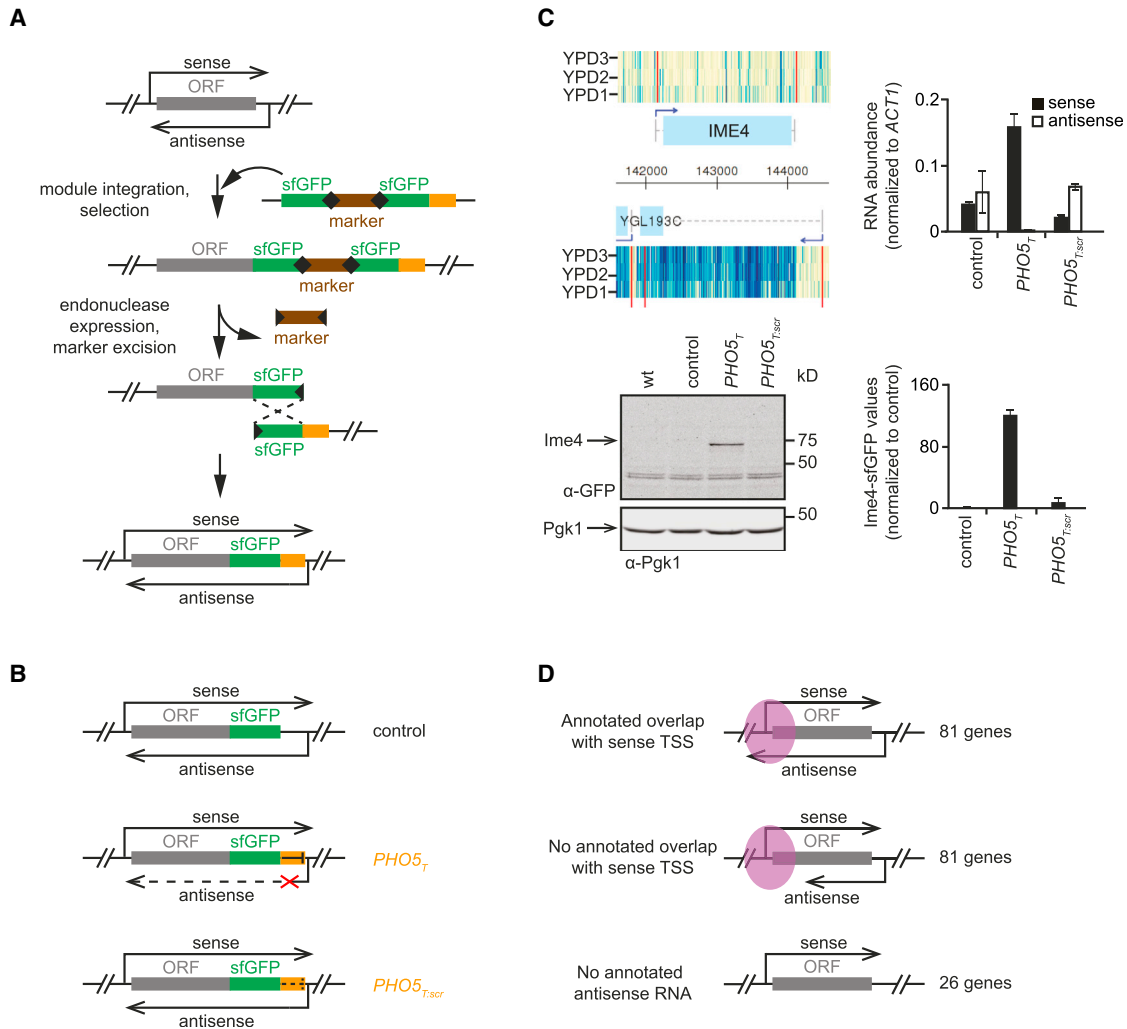 A
sense
ORF
antisense
module integration,
selection
sfGFP
sfGFP
marker
ORF
sfGFP
sfGFP
marker
endonuclease
expression,
marker excision
marker
ORF
sfGFP
sfGFP
sense
ORF
sfGFP
antisense
B
sense
ORF
sfGFP
control
antisense
sense
ORF
sfGFP
PHO5T
antisense
sense
ORF
sfGFP
PHO5T:scr
antisense
C
YPD3
YPD2
YPD1
IME4
142000
143000
144000
YGL193C
YPD3
YPD2
YPD1
RNA abundance
(normalized to ACT1)
0.2
0.1
0
sense
antisense
control
PHO5T
PHO5T:scr
wt
control
PHO5T
PHO5T:scr
kD
Ime4
75
50
α-GFP
50
Pgk1
α-Pgk1
Ime4-sfGFP values
(normalized to control)
160
80
0
control
PHO5T
PHO5T:scr
D
Annotated overlap
with sense TSS
sense
ORF
antisense
81 genes
No annotated overlap
with sense TSS
sense
ORF
antisense
81 genes
No annotated
antisense RNA
sense
ORF
26 genes